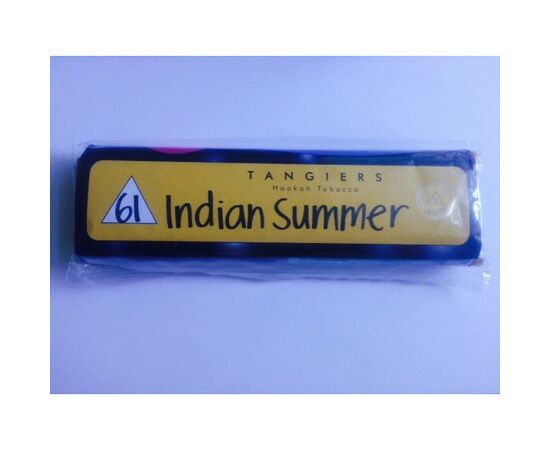 TANGIERS
Hookah Tobacco
61 Indian Summer